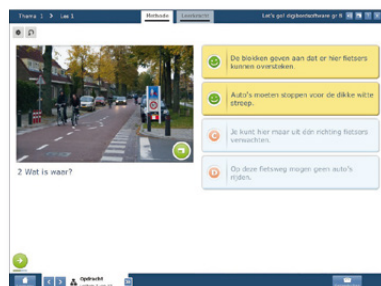 Thema 1 > Les 1
Methode
Leerkracht
Let's go! digibordsoftware gr 8
De blokken geven aan dat er hier fietsers
kunnen oversteken.
Auto's moeten stoppen voor de dikke witte
streep.
C
Je kunt hier maar uit één richting fietsers
verwachten.
D
Op deze fietsweg mogen geen auto's
rijden.
2 Wat is waar?
Opdracht